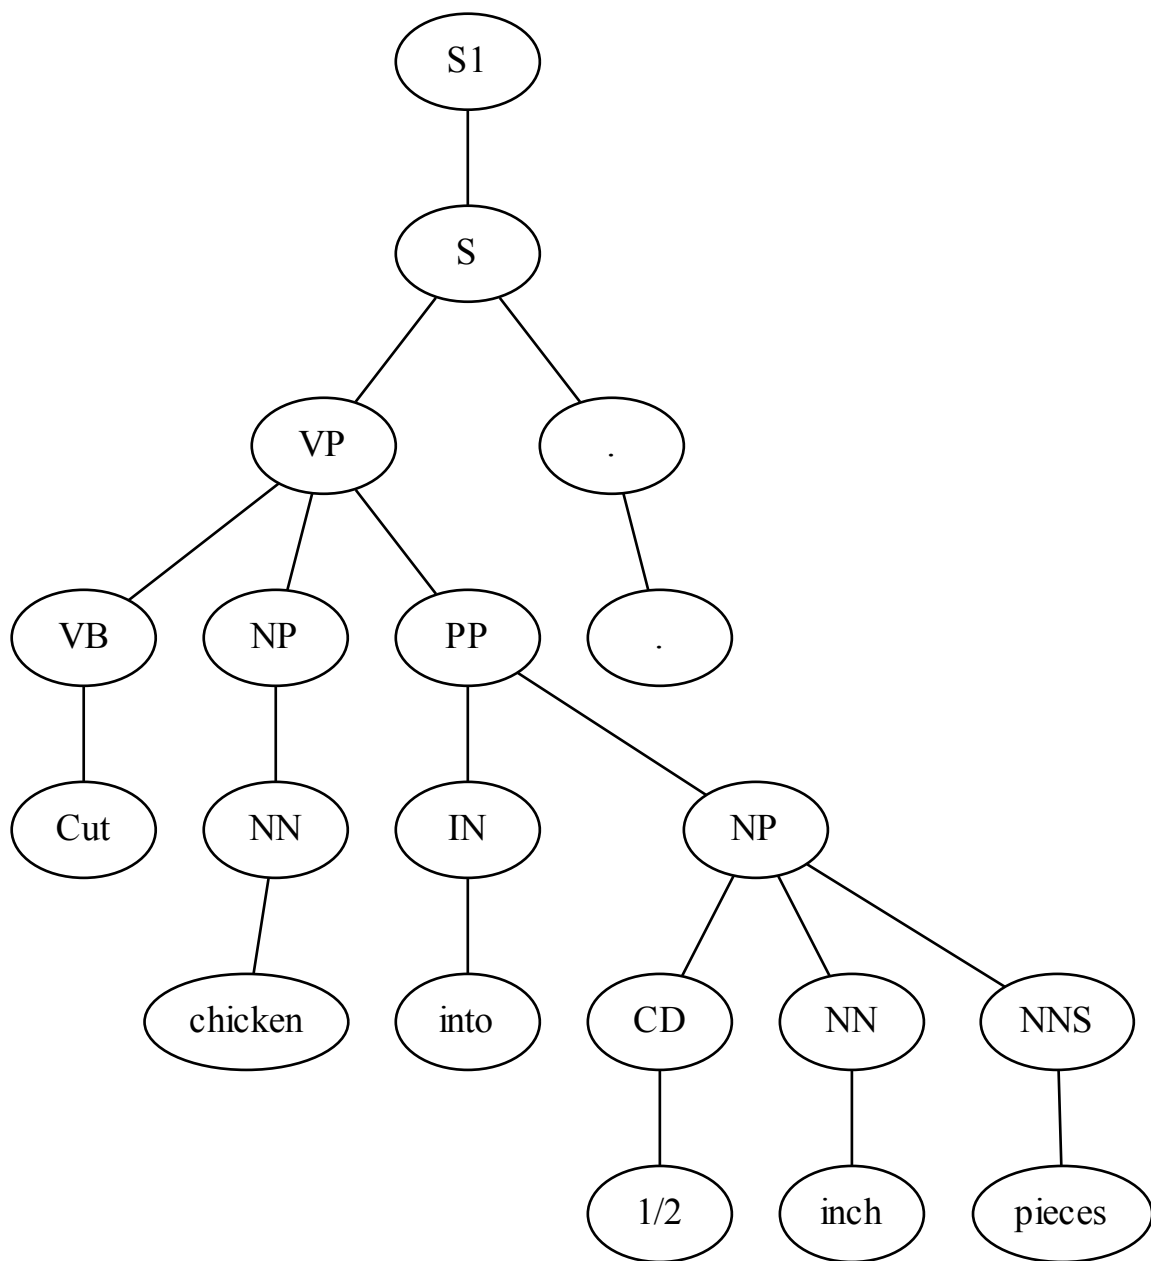 S1
S
VP .
VB NP PP .
Cut NN IN NP
chicken into CD NN NNS
1/2 inch pieces